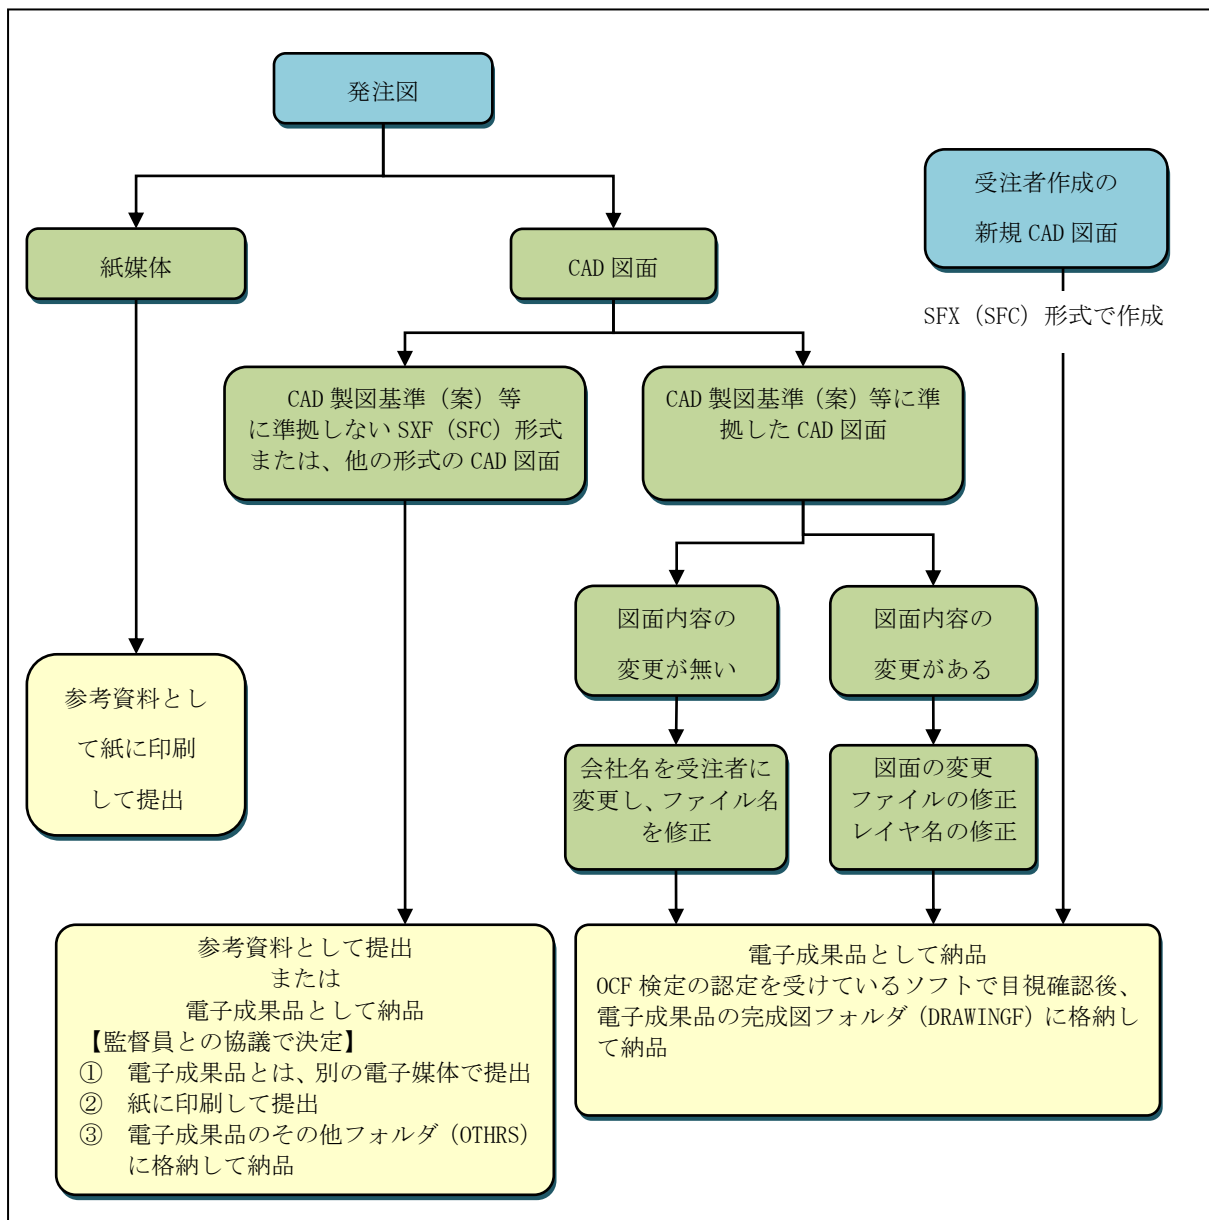 発注図
受注者作成の
新規 CAD 図面
紙媒体
CAD 図面
SFX（SFC）形式で作成
CAD 製図基準（案）等
に準拠しない SXF（SFC）形式
または、他の形式の CAD 図面
CAD 製図基準（案）等に準
拠した CAD 図面
図面内容の
変更が無い
図面内容の
変更がある
参考資料とし
て紙に印刷
して提出
会社名を受注者に
変更し、ファイル名
を修正
図面の変更
ファイルの修正
レイヤ名の修正
参考資料として提出
または
電子成果品として納品
【監督員との協議で決定】
① 電子成果品とは、別の電子媒体で提出
② 紙に印刷して提出
③ 電子成果品のその他フォルダ（OTHRS）
に格納して納品
電子成果品として納品
OCF 検定の認定を受けているソフトで目視確認後、
電子成果品の完成図フォルダ（DRAWINGF）に格納し
て納品